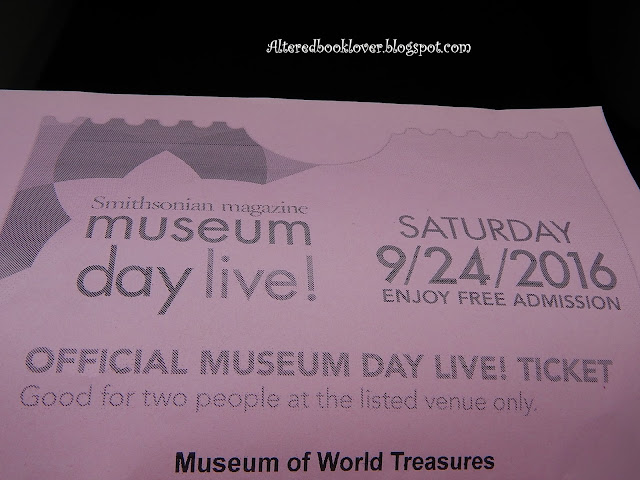 Alteredbooklover.blogspot.com
Smithsonian magazine
museum
day live!
SATURDAY
9/24/2016
ENJOY FREE ADMISSION
OFFICIAL MUSEUM DAY LIVE! TICKET
Good for two people at the listed venue only.
Museum of World Treasures